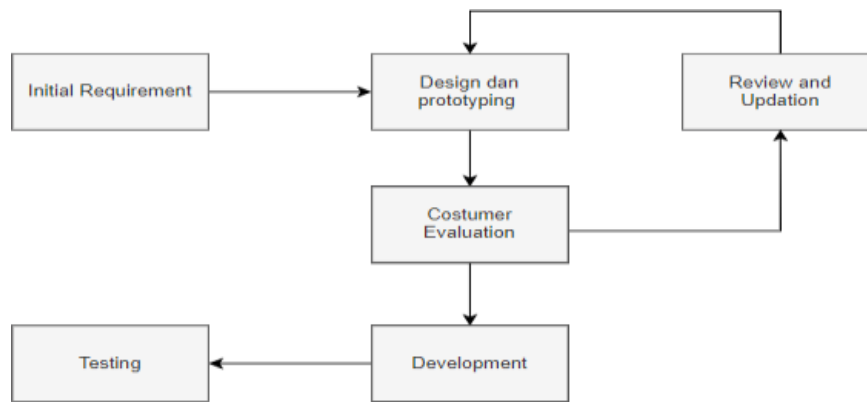 Initial Requirement
Design dan
prototyping
Review and
Updation
Costumer
Evaluation
Testing
Development